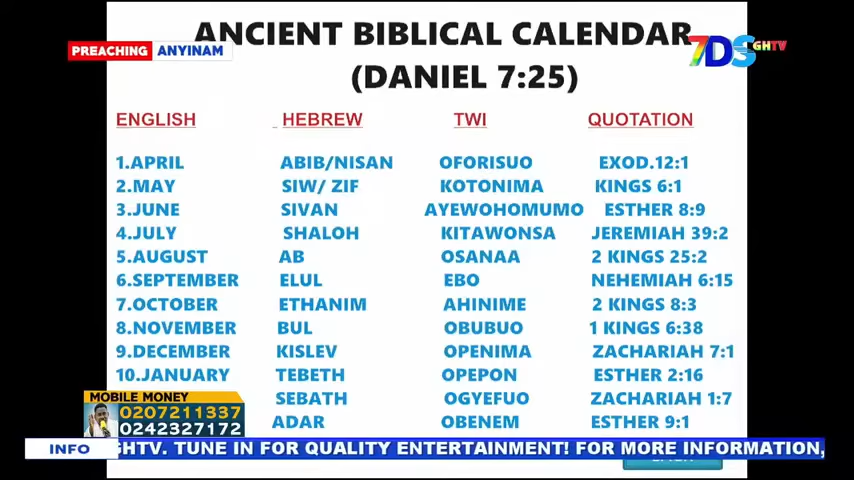 ANCIENT BIBLICAL CALENDAR
PREACHING ANYINAM
7DSGHTV
(DANIEL 7:25)
ENGLISH HEBREW TWI QUOTATION
1.APRIL ABIB/NISAN OFORISUO EXOD.12:1
2.MAY SIW/ ZIF KOTONIMA KINGS 6:1
3.JUNE SIVAN AYEWOHOMUMO ESTHER 8:9
4.JULY SHALOH KITAWONSA JEREMIAH 39:2
5.AUGUST AB OSANAA 2 KINGS 25:2
6.SEPTEMBER ELUL EBO NEHEMIAH 6:15
7.OCTOBER ETHANIM AHINIME 2 KINGS 8:3
8.NOVEMBER BUL OBUBUO 1 KINGS 6:38
9.DECEMBER KISLEV OPENIMA ZACHARIAH 7:1
10.JANUARY TEBETH OPEPON ESTHER 2:16
SEBATH OGYEFUO ZACHARIAH 1:7
ADAR OBENEM ESTHER 9:1
MOBILE MONEY
0207211337
0242327172
INFO GHTV. TUNE IN FOR QUALITY ENTERTAINMENT! FOR MORE INFORMATION,